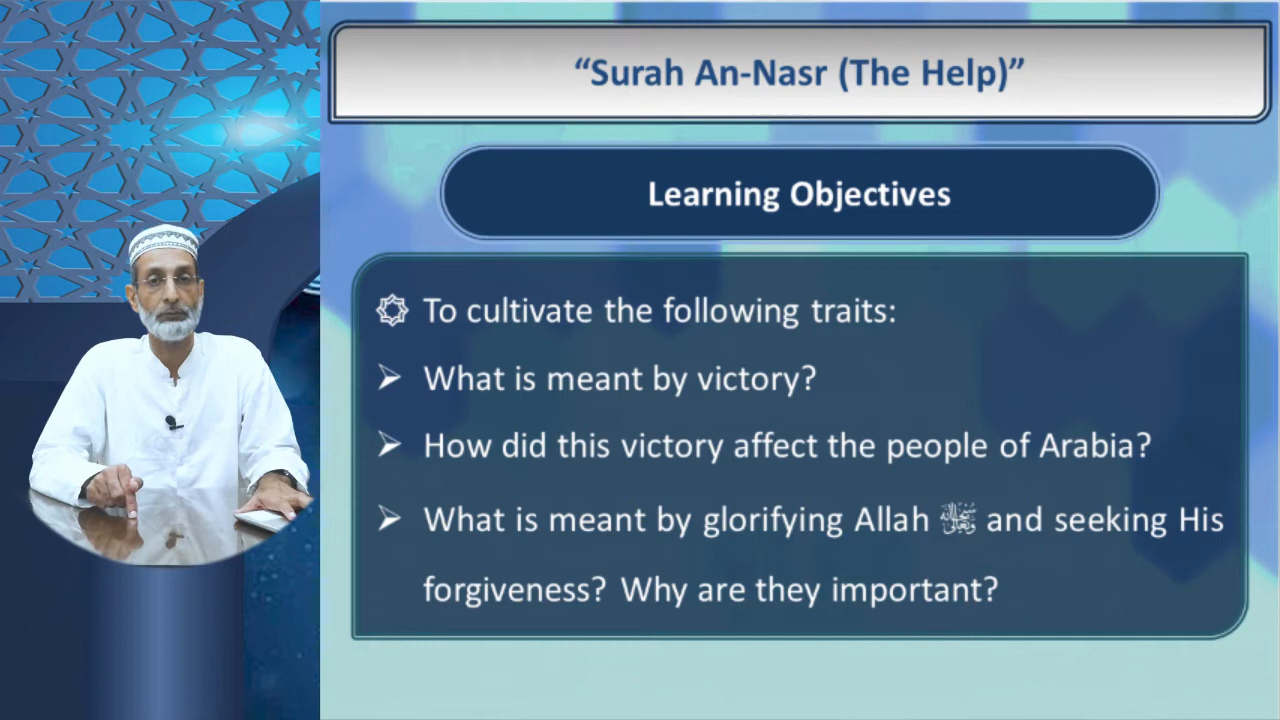 “Surah An-Nasr (The Help)”
Learning Objectives
۞ To cultivate the following traits:
➢ What is meant by victory?
➢ How did this victory affect the people of Arabia?
➢ What is meant by glorifying Allah سبحانه وتعالى and seeking His
forgiveness? Why are they important?